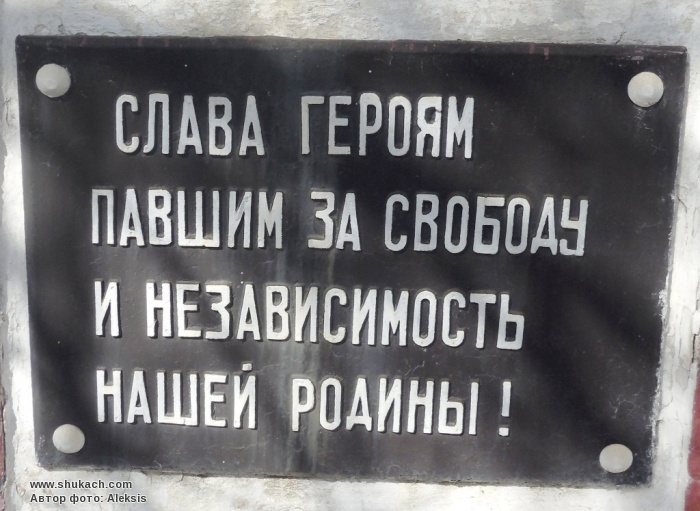 СЛАВА ГЕРОЯМ
ПАВШИМ ЗА СВОБОДУ
И НЕЗАВИСИМОСТЬ
НАШЕЙ РОДИНЫ!
www.shukach.com
Автор фото: Aleksis